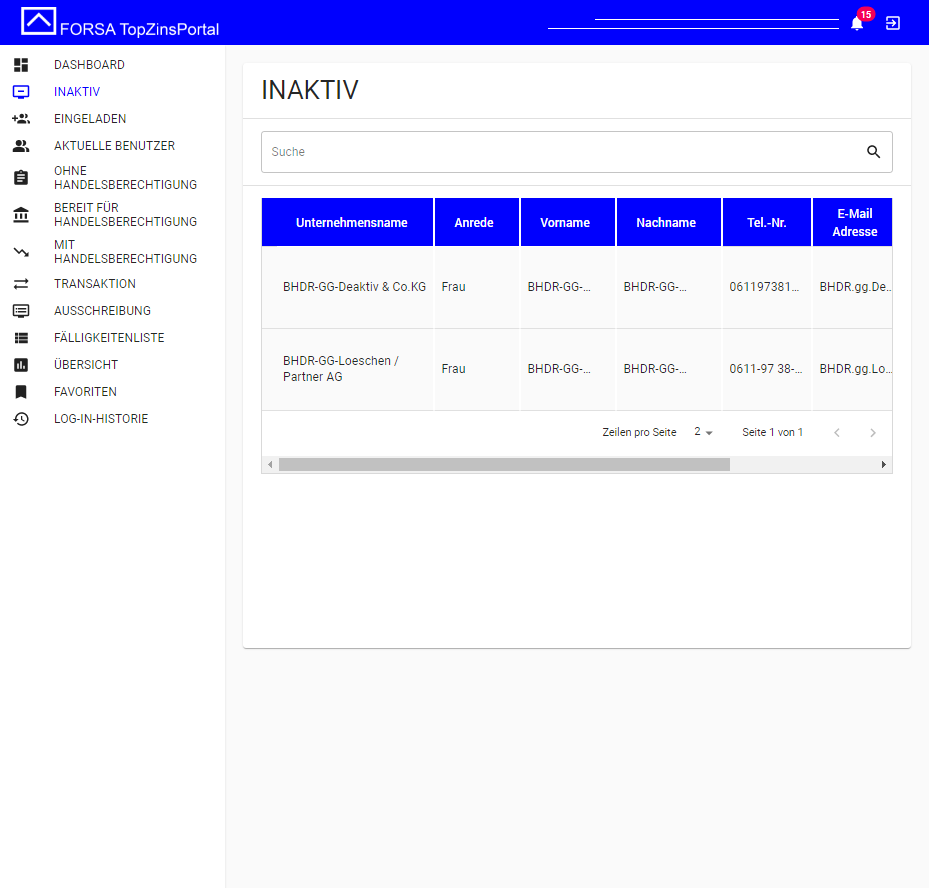 FORSA TopZinsPortal
15
DASHBOARD
INAKTIV
EINGELADEN
AKTUELLE BENUTZER
OHNE
HANDELSBERECHTIGUNG
BEREIT FÜR
HANDELSBERECHTIGUNG
MIT
HANDELSBERECHTIGUNG
TRANSAKTION
AUSSCHREIBUNG
FÄLLIGKEITENLISTE
ÜBERSICHT
FAVORITEN
LOG-IN-HISTORIE
INAKTIV
Suche
Unternehmensname Anrede Vorname Nachname Tel.-Nr. E-Mail
Adresse
BHDR-GG-Deaktiv & Co.KG Frau BHDR-GG-... BHDR-GG-... 061197381... BHDR.gg.De...
BHDR-GG-Loeschen /
Partner AG Frau BHDR-GG-... BHDR-GG-... 0611-97 38-... BHDR.gg.Lo...
Zeilen pro Seite 2 Seite 1 von 1